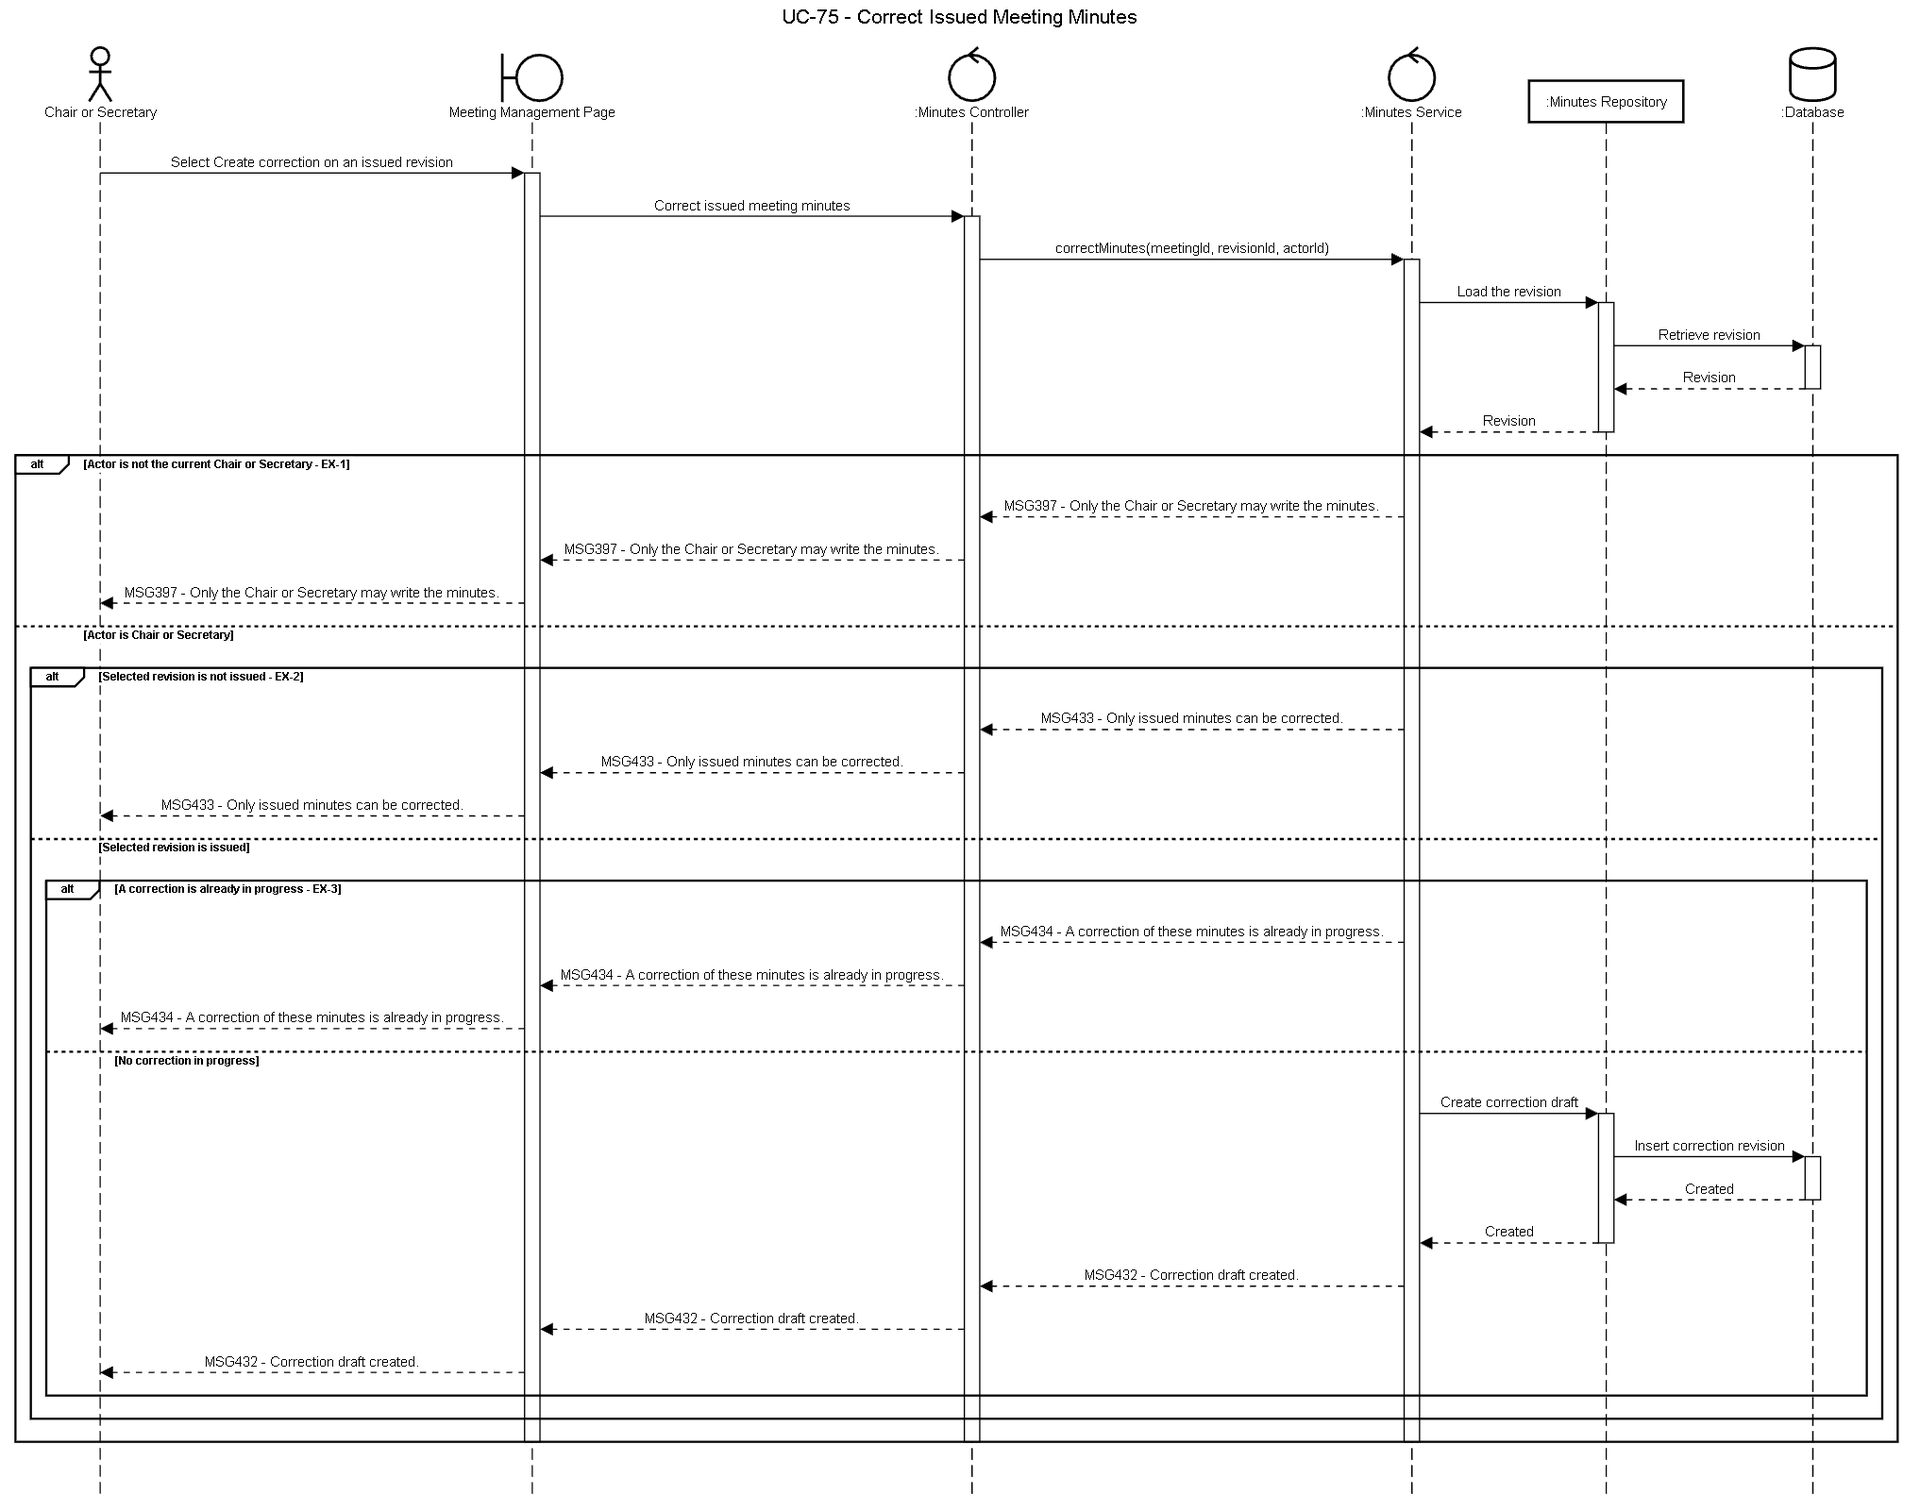 UC-75 - Correct Issued Meeting Minutes
Chair or Secretary
Meeting Management Page
:Minutes Controller
:Minutes Service
:Minutes Repository
:Database
Select Create correction on an issued revision
Correct issued meeting minutes
correctMinutes(meetingId, revisionId, actorId)
Load the revision
Retrieve revision
Revision
Revision
alt [Actor is not the current Chair or Secretary - EX-1]
MSG397 - Only the Chair or Secretary may write the minutes.
MSG397 - Only the Chair or Secretary may write the minutes.
MSG397 - Only the Chair or Secretary may write the minutes.
[Actor is Chair or Secretary]
alt [Selected revision is not issued - EX-2]
MSG433 - Only issued minutes can be corrected.
MSG433 - Only issued minutes can be corrected.
MSG433 - Only issued minutes can be corrected.
[Selected revision is issued]
alt [A correction is already in progress - EX-3]
MSG434 - A correction of these minutes is already in progress.
MSG434 - A correction of these minutes is already in progress.
MSG434 - A correction of these minutes is already in progress.
[No correction in progress]
Create correction draft
Insert correction revision
Created
Created
MSG432 - Correction draft created.
MSG432 - Correction draft created.
MSG432 - Correction draft created.